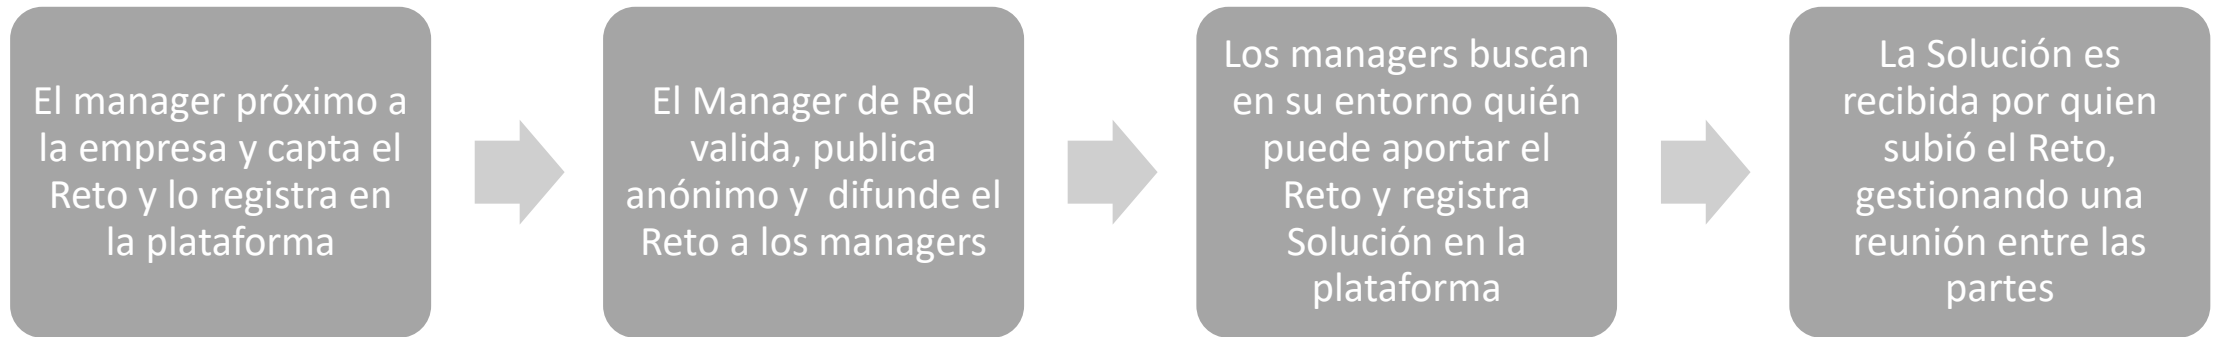 El manager próximo a
la empresa y capta el
Reto y lo registra en
la plataforma
El Manager de Red
valida, publica
anónimo y  difunde el
Reto a los managers
Los managers buscan
en su entorno quién
puede aportar el
Reto y registra
Solución en la
plataforma
La Solución es
recibida por quien
subió el Reto,
gestionando una
reunión entre las
partes